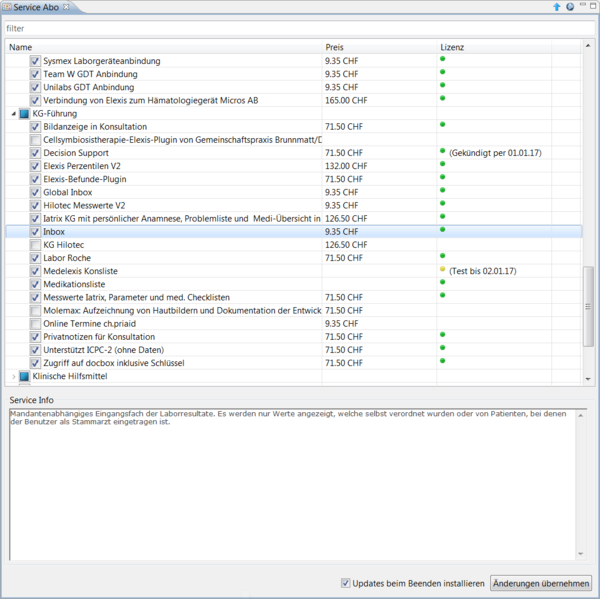 Service Abo
filter
Name Preis Lizenz
Sysmex Laborgeräteanbindung 9.35 CHF
Team W GDT Anbindung 9.35 CHF
Unilabs GDT Anbindung 9.35 CHF
Verbindung von Elexis zum Hämatologiegerät Micros AB 165.00 CHF
KG-Führung
Bildanzeige in Konsultation 71.50 CHF
Cellsymbiosistherapie-Elexis-Plugin von Gemeinschaftspraxis Brunnmatt/D
Decision Support 71.50 CHF (Gekündigt per 01.01.17)
Elexis Perzentilen V2 132.00 CHF
Elexis-Befunde-Plugin 71.50 CHF
Global Inbox 9.35 CHF
Hilotec Messwerte V2 9.35 CHF
Iatrix KG mit persönlicher Anamnese, Problemliste und Medi-Übersicht in 126.50 CHF
Inbox 9.35 CHF
KG Hilotec 126.50 CHF
Labor Roche 71.50 CHF
Medelexis Konsliste (Test bis 02.01.17)
Medikationsliste
Messwerte Iatrix, Parameter und med. Checklisten 71.50 CHF
Molemax: Aufzeichnung von Hautbildern und Dokumentation der Entwick 71.50 CHF
Online Termine ch.priaid 9.35 CHF
Privatnotizen für Konsultation 71.50 CHF
Unterstützt ICPC-2 (ohne Daten) 71.50 CHF
Zugriff auf docbox inklusive Schlüssel 71.50 CHF
Klinische Hilfsmittel
Service Info
Mandantenabhängiges Eingangsfach der Laborresultate. Es werden nur Werte angezeigt, welche selbst verordnet wurden oder von Patienten, bei denen
der Benutzer als Stammarzt eingetragen ist.
Updates beim Beenden installieren Änderungen übernehmen